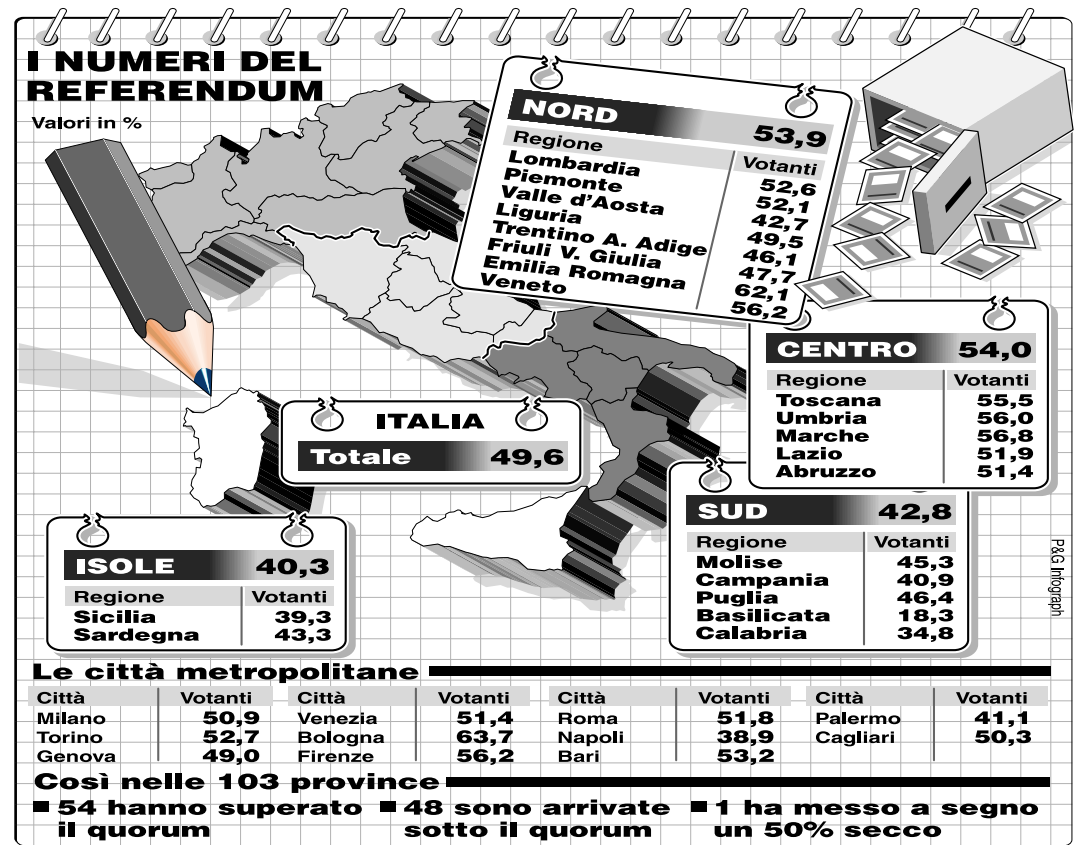 I NUMERI DEL
REFERENDUM
Valori in %
NORD 53,9
Regione Votanti
Lombardia 52,6
Piemonte 52,1
Valle d'Aosta 42,7
Liguria 49,5
Trentino A. Adige 46,1
Friuli V. Giulia 47,7
Emilia Romagna 62,1
Veneto 56,2
CENTRO 54,0
Regione Votanti
Toscana 55,5
Umbria 56,0
Marche 56,8
Lazio 51,9
Abruzzo 51,4
ITALIA
Totale 49,6
SUD 42,8
Regione Votanti
Molise 45,3
Campania 40,9
Puglia 46,4
Basilicata 18,3
Calabria 34,8
ISOLE 40,3
Regione Votanti
Sicilia 39,3
Sardegna 43,3
P&G Infograph
Le città metropolitane
Città Votanti Città Votanti Città Votanti Città Votanti
Milano 50,9 Venezia 51,4 Roma 51,8 Palermo 41,1
Torino 52,7 Bologna 63,7 Napoli 38,9 Cagliari 50,3
Genova 49,0 Firenze 56,2 Bari 53,2
Così nelle 103 province
54 hanno superato 48 sono arrivate 1 ha messo a segno
il quorum sotto il quorum un 50% secco